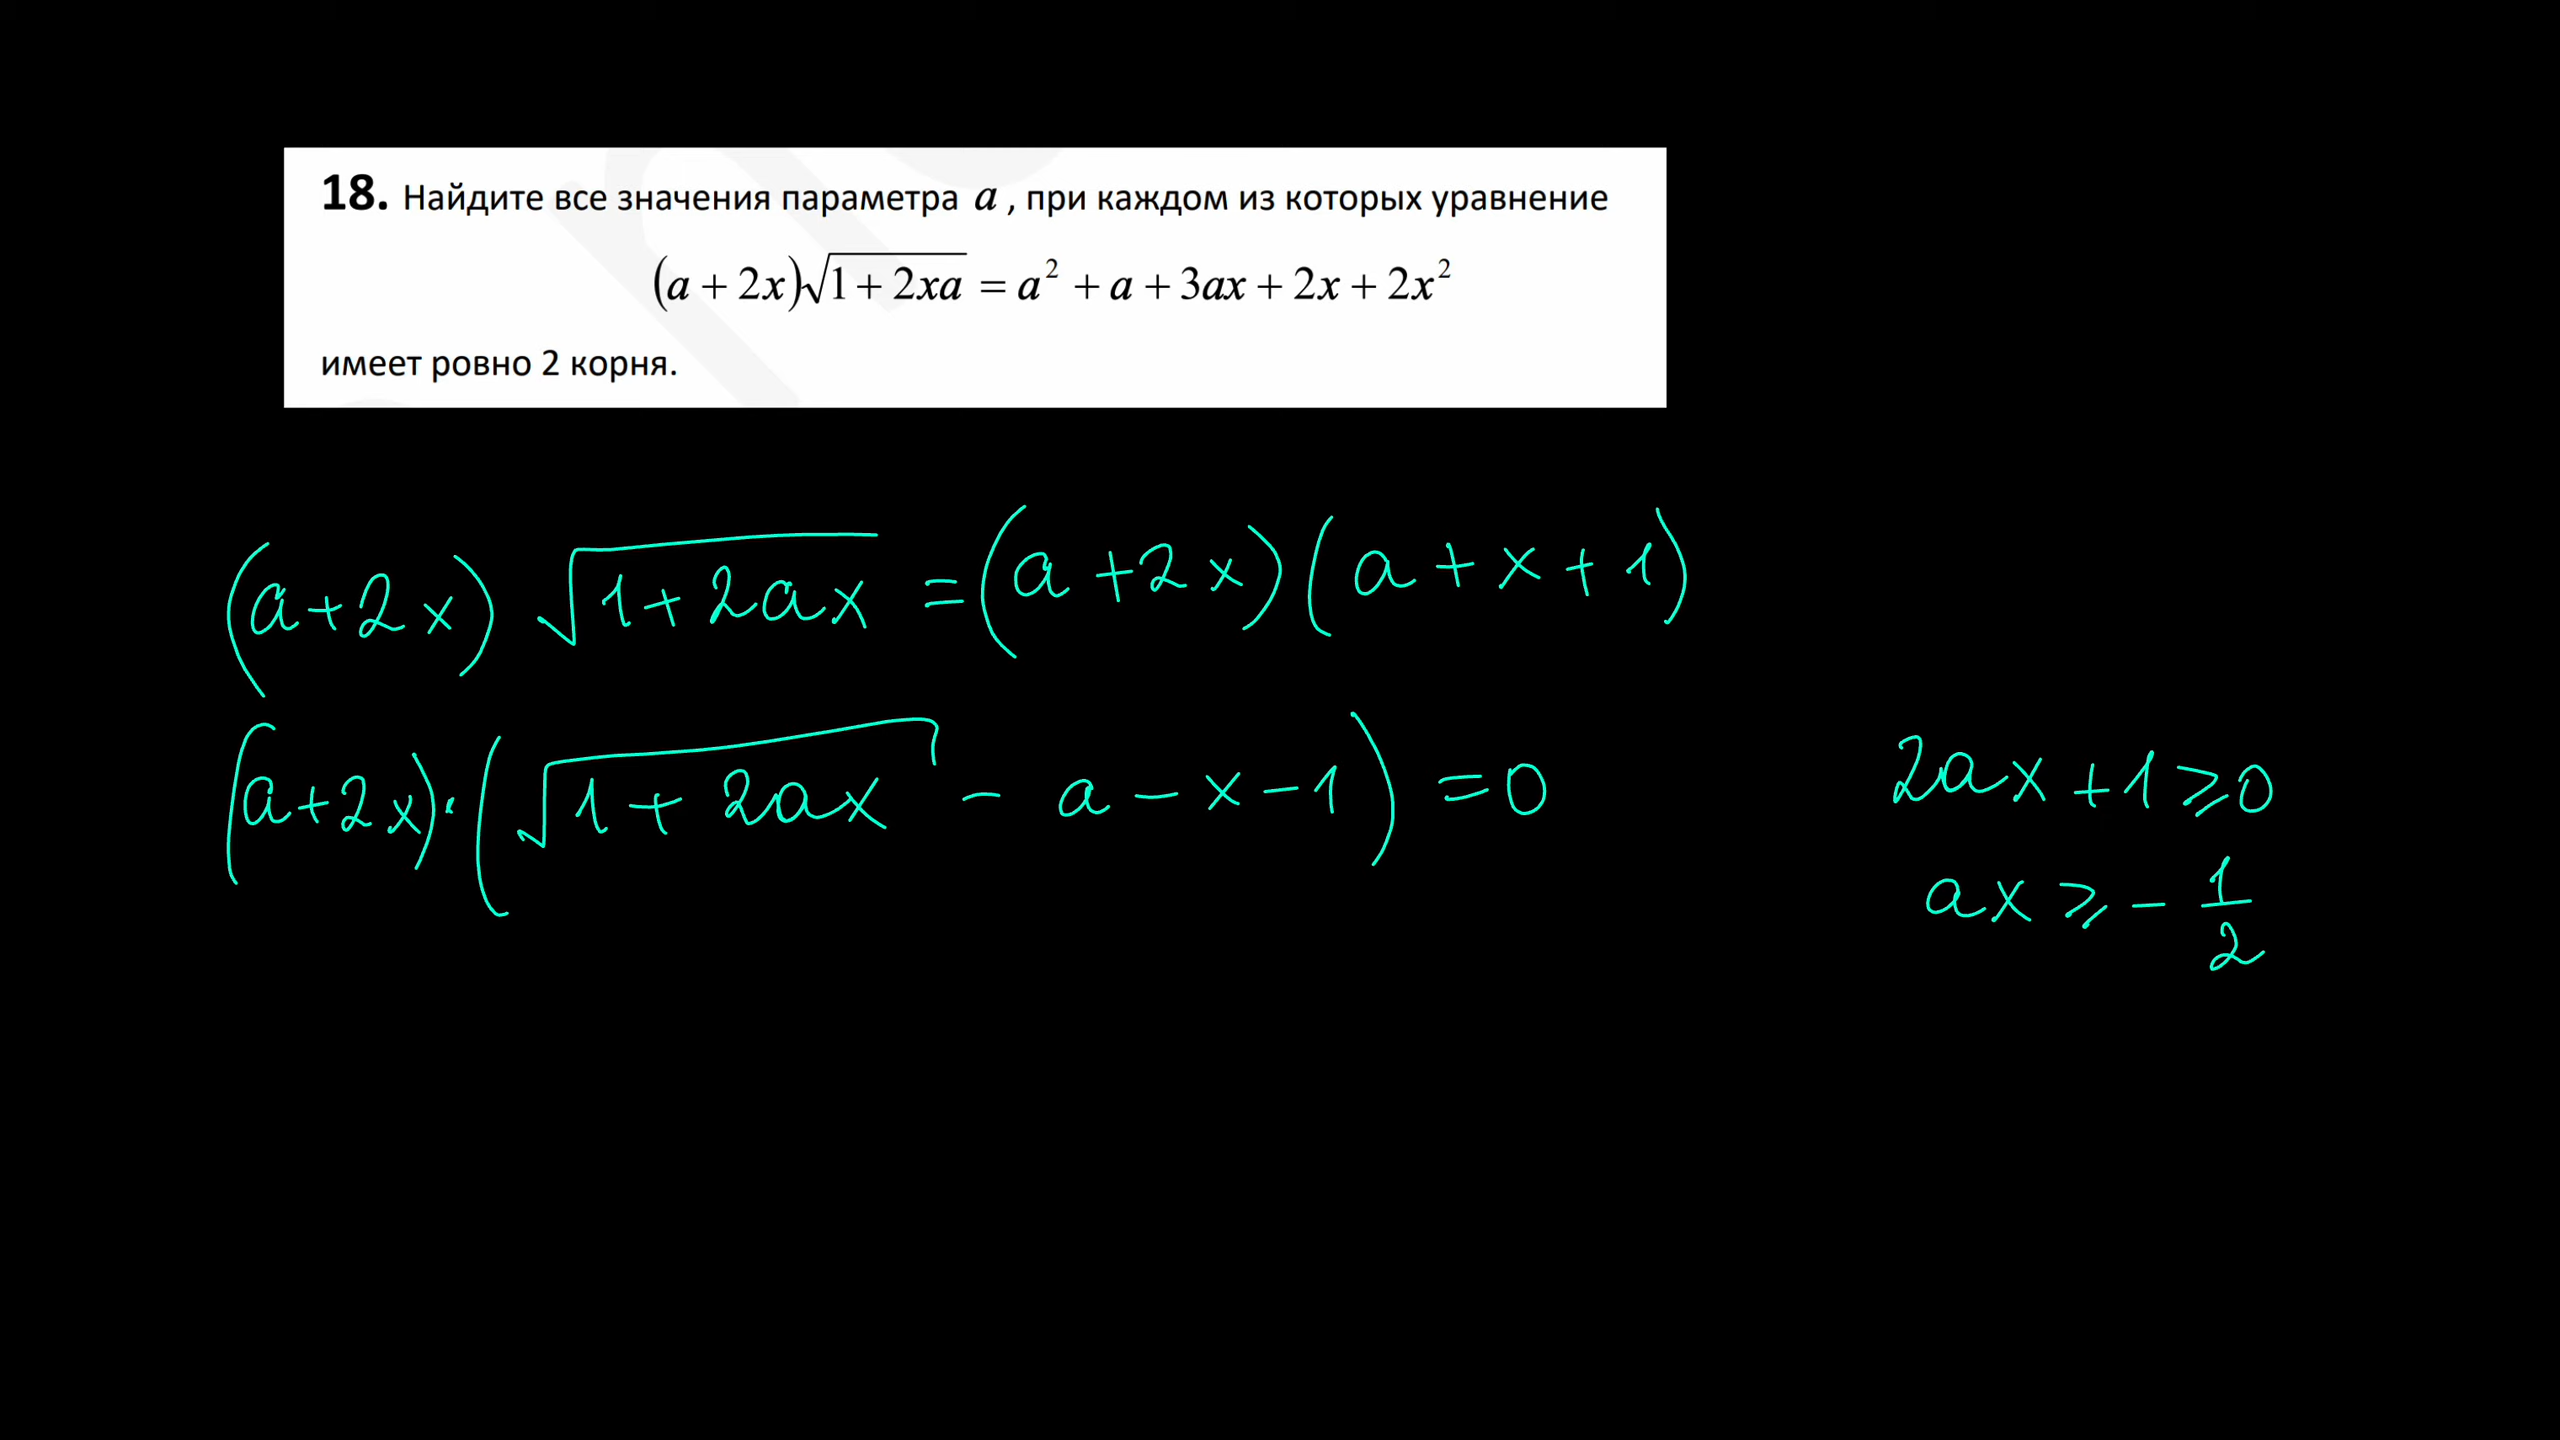 18. Найдите все значения параметра a , при каждом из которых уравнение
(a + 2x)√(1 + 2xa) = a² + a + 3ax + 2x + 2x²
имеет ровно 2 корня.
(a+2x) √(1+2ax) = (a+2x)(a+x+1)
(a+2x)·(√(1+2ax) - a-x-1) = 0
2ax+1⩾0
ax ⩾ - 1/2